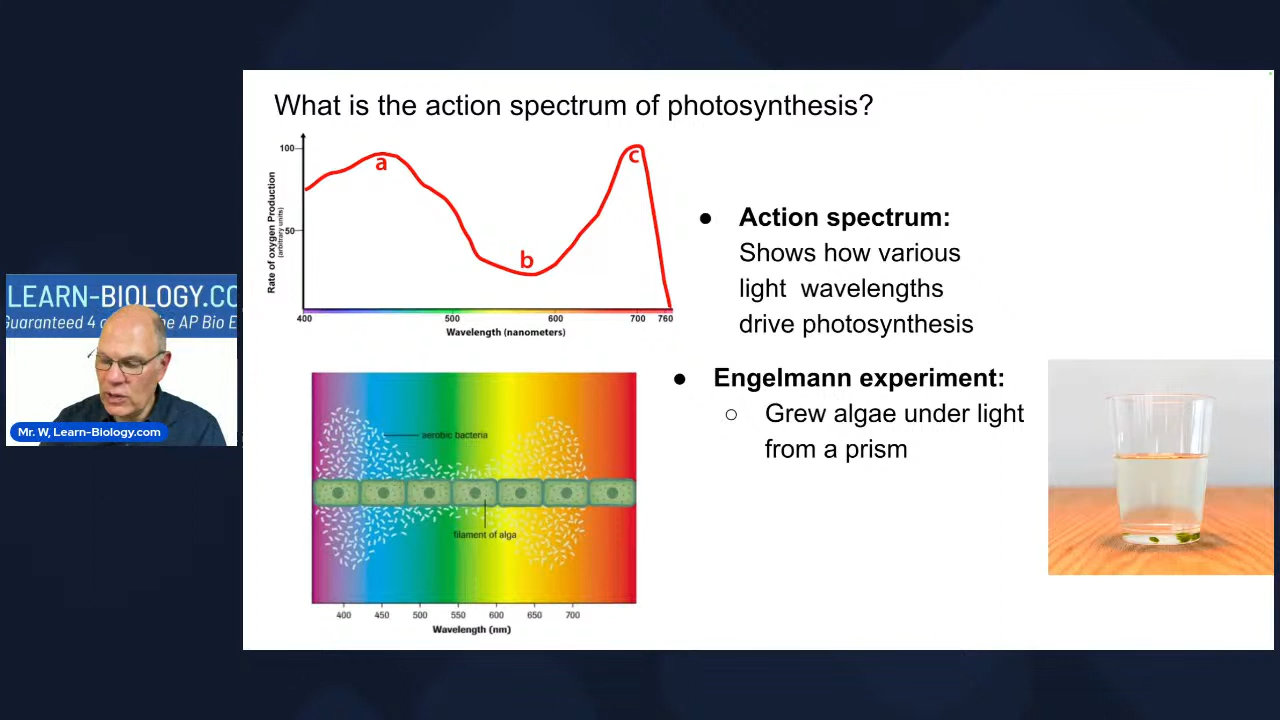 What is the action spectrum of photosynthesis?
100
50
Rate of oxygen Production
(arbitrary units)
a
b
c
400 500 600 700 760
Wavelength (nanometers)
● Action spectrum:
Shows how various
light wavelengths
drive photosynthesis
● Engelmann experiment:
○ Grew algae under light
from a prism
aerobic bacteria
filament of alga
400 450 500 550 600 650 700
Wavelength (nm)
LEARN-BIOLOGY.CO
Guaranteed 4 the AP Bio E
Mr. W, Learn-Biology.com